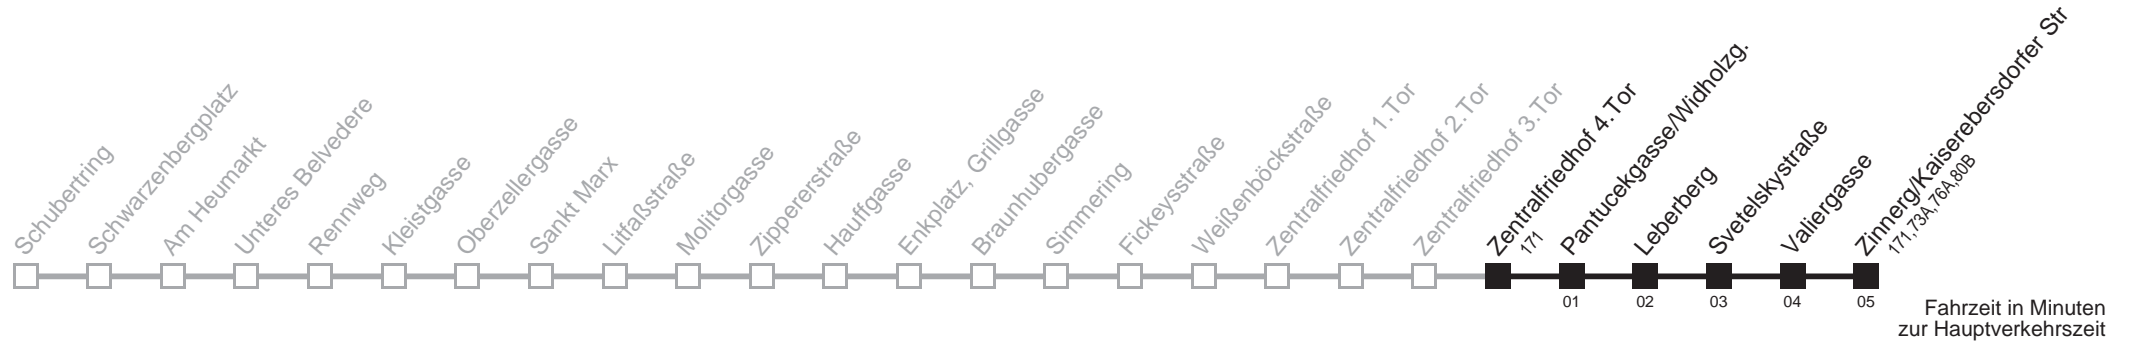 Schubertring
Schwarzenbergplatz
Am Heumarkt
Unteres Belvedere
Rennweg
Kleistgasse
Oberzellergasse
Sankt Marx
Litfaßstraße
Molitorgasse
Zippererstraße
Hauffgasse
Enkplatz, Grillgasse
Braunhubergasse
Simmering
Fickeysstraße
Weißenböckstraße
Zentralfriedhof 1.Tor
Zentralfriedhof 2.Tor
Zentralfriedhof 3.Tor
Zentralfriedhof 4.Tor
171
Pantucekgasse/Widholzg.
Leberberg
Svetelskystraße
Valiergasse
Zinnerg/Kaiserebersdorfer Str
171,73A,76A,80B
01
02
03
04
05
Fahrzeit in Minuten
zur Hauptverkehrszeit